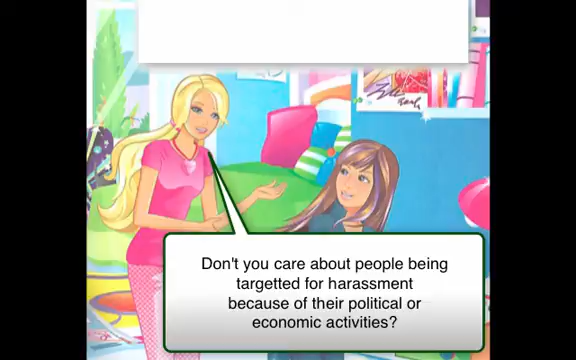 Don't you care about people being
targetted for harassment
because of their political or
economic activities?